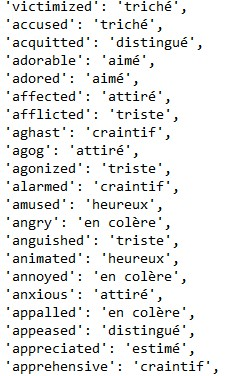 'victimized': 'triché',
'accused': 'triché',
'acquitted': 'distingué',
'adorable': 'aimé',
'adored': 'aimé',
'affected': 'attiré',
'afflicted': 'triste',
'aghast': 'craintif',
'agog': 'attiré',
'agonized': 'triste',
'alarmed': 'craintif',
'amused': 'heureux',
'angry': 'en colère',
'anguished': 'triste',
'animated': 'heureux',
'annoyed': 'en colère',
'anxious': 'attiré',
'appalled': 'en colère',
'appeased': 'distingué',
'appreciated': 'estimé',
'apprehensive': 'craintif',